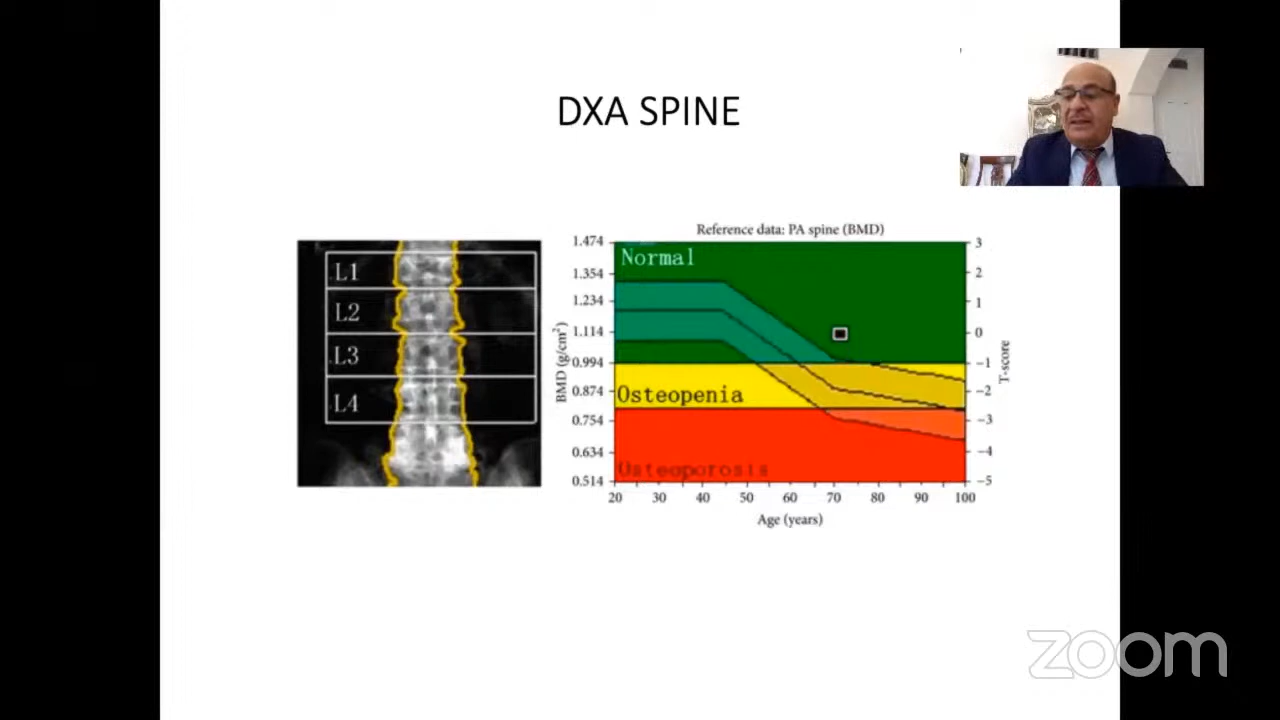 DXA SPINE
L1
L2
L3
L4
Reference data: PA spine (BMD)
Normal
Osteopenia
Osteoporosis
BMD (g/cm²)
1.474
1.354
1.234
1.114
0.994
0.874
0.754
0.634
0.514
3
2
1
0
−1
−2
−3
−4
−5
T-score
20 30 40 50 60 70 80 90 100
Age (years)
zoom